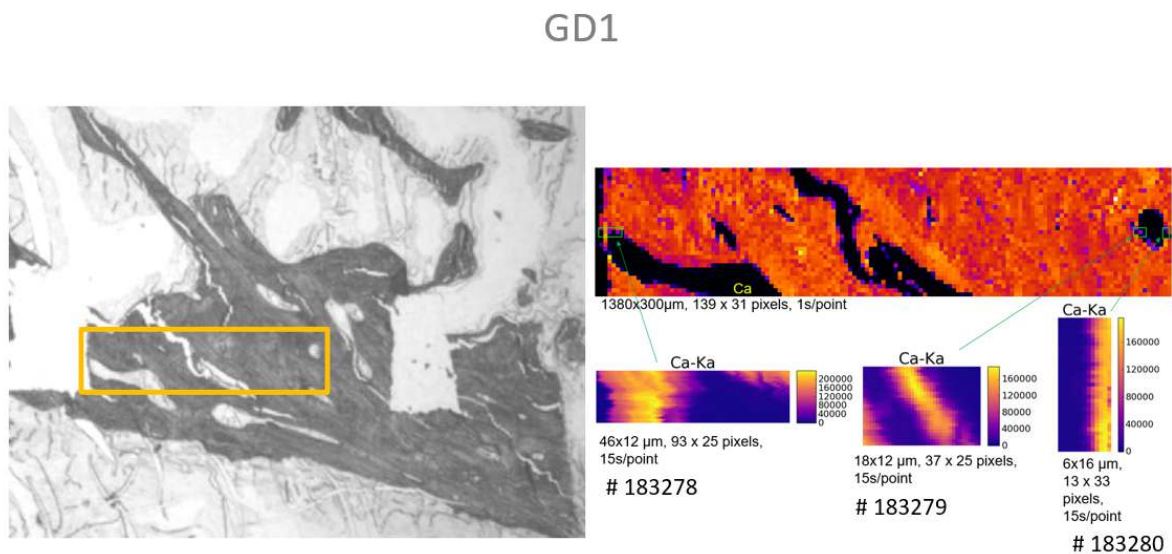 GD1
Ca
1380x300µm, 139 x 31 pixels, 1s/point
Ca-Ka
200000
160000
120000
80000
40000
46x12 µm, 93 x 25 pixels,
15s/point
# 183278
Ca-Ka
160000
120000
80000
40000
0
18x12 µm, 37 x 25 pixels,
15s/point
# 183279
Ca-Ka
160000
120000
80000
40000
0
6x16 µm,
13 x 33
pixels,
15s/point
# 183280